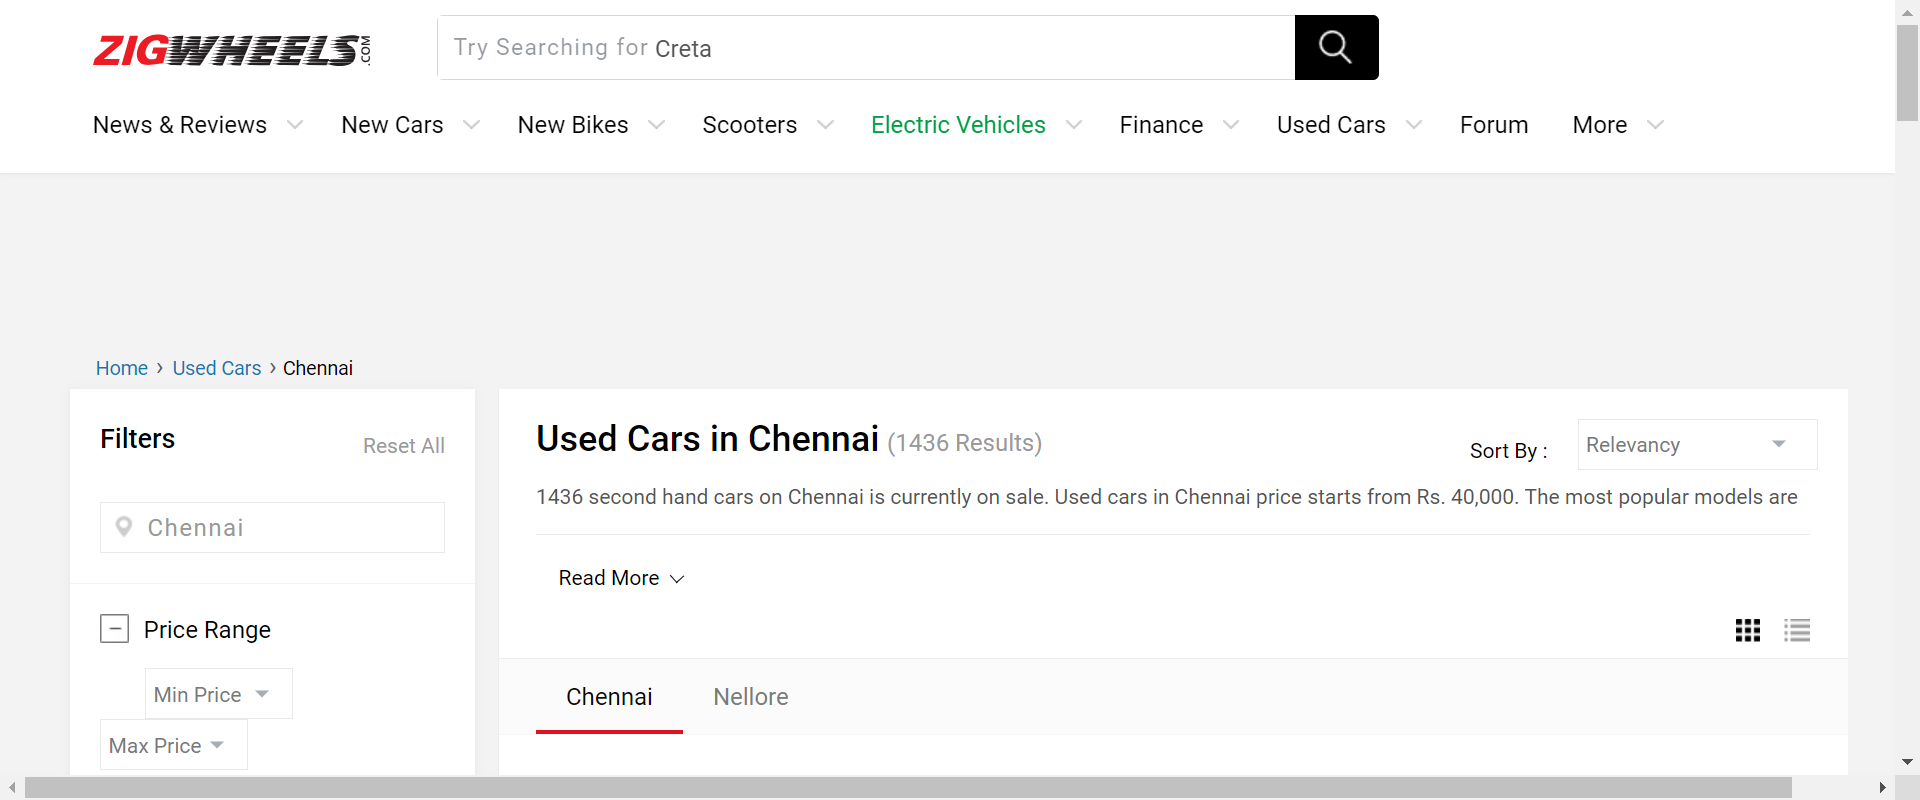 ZIGWHEELS.COM
Try Searching for Creta
News & Reviews New Cars New Bikes Scooters Electric Vehicles Finance Used Cars Forum More
Home › Used Cars › Chennai
Filters
Reset All
Chennai
Price Range
Min Price
Max Price
Used Cars in Chennai (1436 Results)
Sort By : Relevancy
1436 second hand cars on Chennai is currently on sale. Used cars in Chennai price starts from Rs. 40,000. The most popular models are
Read More
Chennai Nellore